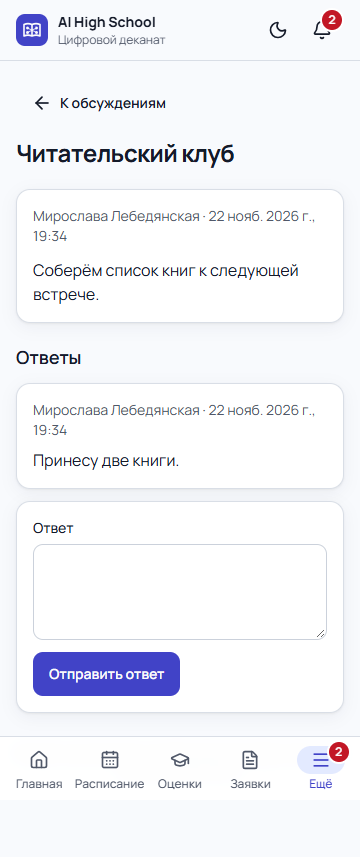 AI High School
Цифровой деканат
2
К обсуждениям
Читательский клуб
Мирослава Лебедянская · 22 нояб. 2026 г.,
19:34
Соберём список книг к следующей
встрече.
Ответы
Мирослава Лебедянская · 22 нояб. 2026 г.,
19:34
Принесу две книги.
Ответ
Отправить ответ
2
Главная
Расписание
Оценки
Заявки
Ещё